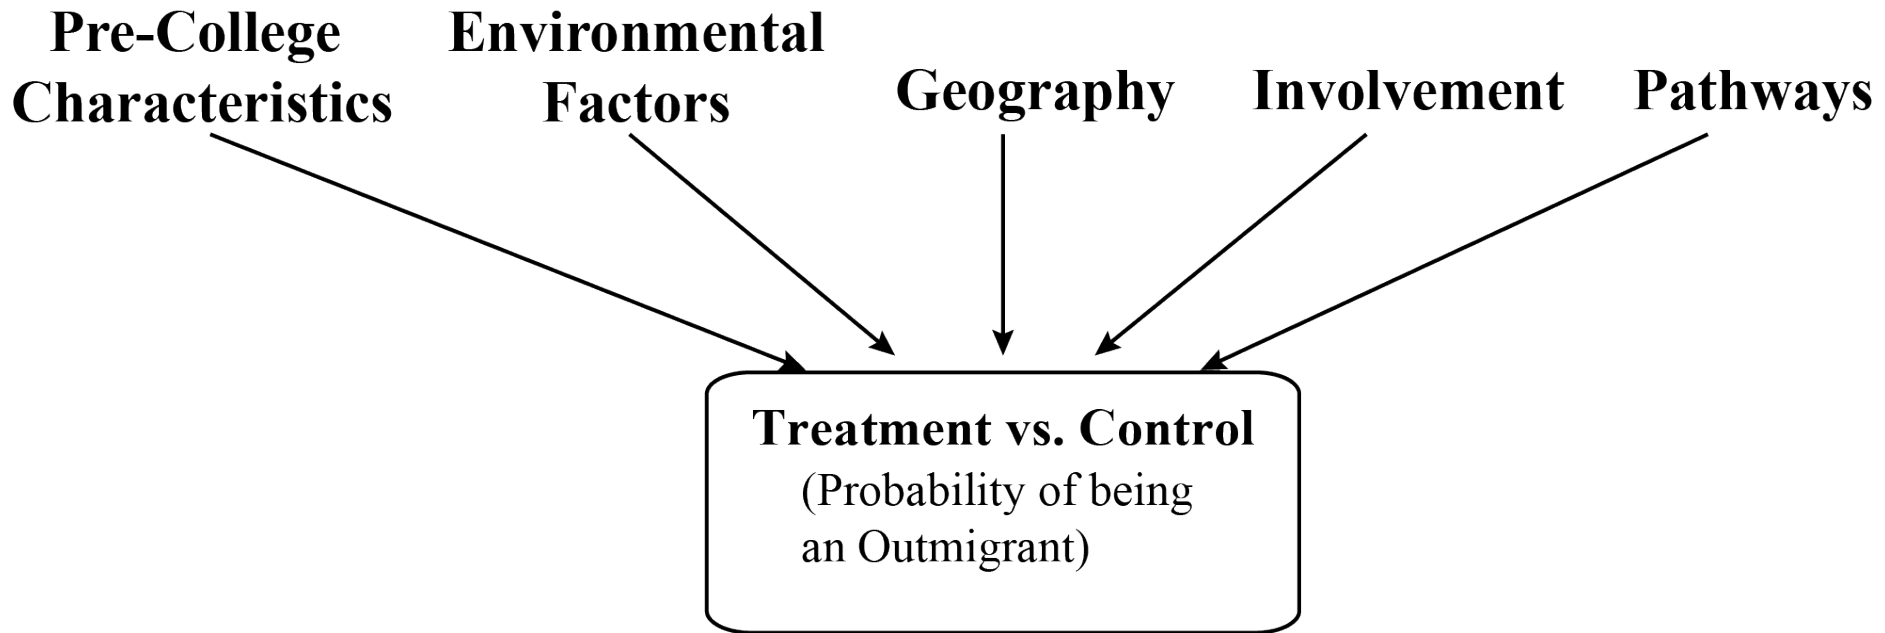 Pre-College
Characteristics
Environmental
Factors
Geography
Involvement
Pathways
Treatment vs. Control
(Probability of being
an Outmigrant)